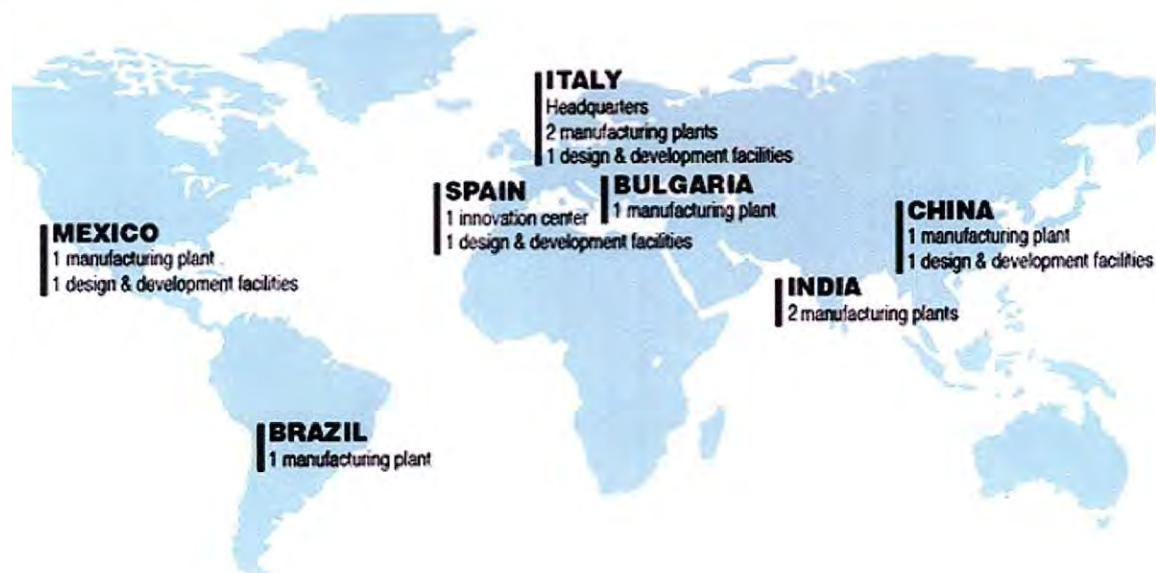 ITALY
Headquarters
2 manufacturing plants
1 design & development facilities
SPAIN
1 innovation center
1 design & development facilities
BULGARIA
1 manufacturing plant
MEXICO
1 manufacturing plant
1 design & development facilities
CHINA
1 manufacturing plant
1 design & development facilities
INDIA
2 manufacturing plants
BRAZIL
1 manufacturing plant